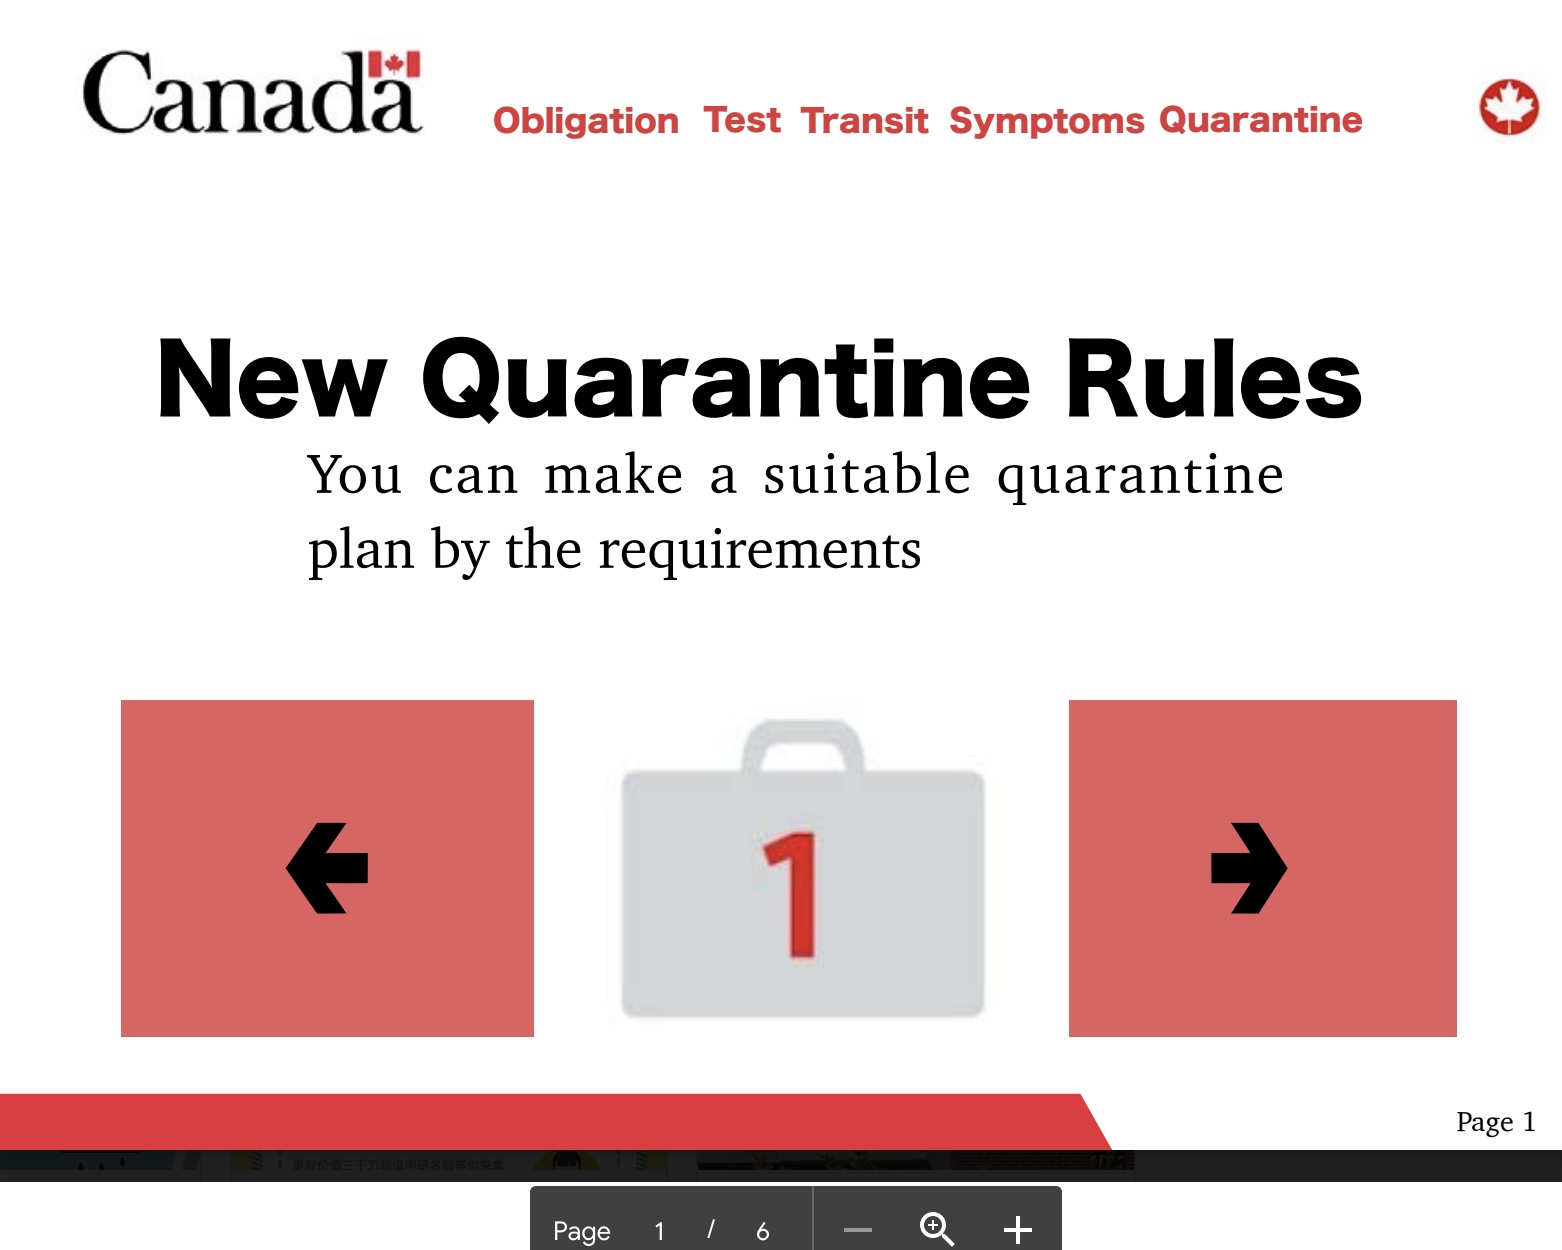 Canada
Obligation Test Transit Symptoms Quarantine
New Quarantine Rules
You can make a suitable quarantine
plan by the requirements
1
Page 1
Page 1 / 6